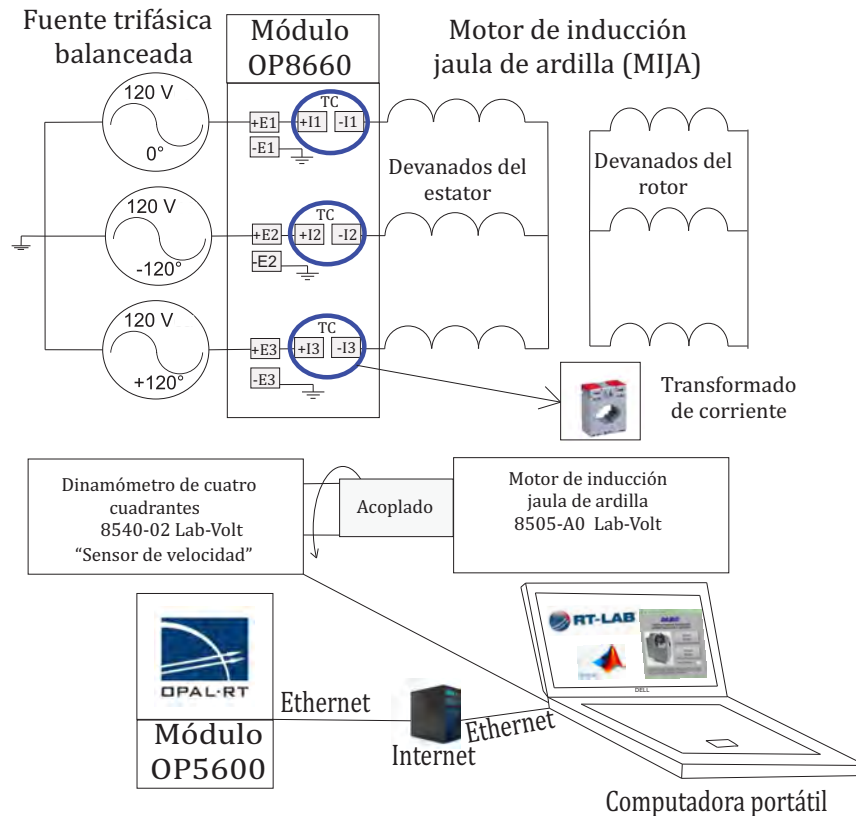 Fuente trifásica
balanceada
Módulo
OP8660
Motor de inducción
jaula de ardilla (MIJA)
120 V
0°
+E1
-E1
TC
+I1
-I1
Devanados del
estator
Devanados del
rotor
120 V
-120°
+E2
-E2
TC
+I2
-I2
120 V
+120°
+E3
-E3
TC
+I3
-I3
Transformado
de corriente
Dinamómetro de cuatro
cuadrantes
8540-02 Lab-Volt
“Sensor de velocidad”
Acoplado
Motor de inducción
jaula de ardilla
8505-A0 Lab-Volt
OPAL-RT
Módulo
OP5600
Ethernet
Internet
Ethernet
RT-LAB
DELL
Computadora portátil